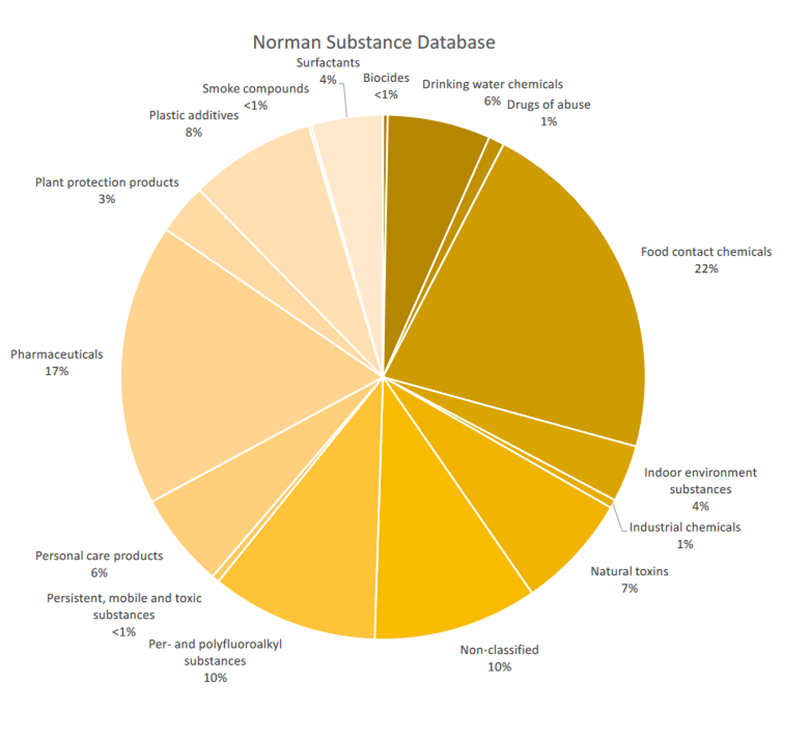 Norman Substance Database
Biocides
<1%
Drinking water chemicals
6%
Drugs of abuse
1%
Food contact chemicals
22%
Indoor environment
substances
4%
Industrial chemicals
1%
Natural toxins
7%
Non-classified
10%
Per- and polyfluoroalkyl
substances
10%
Persistent, mobile and toxic
substances
<1%
Personal care products
6%
Pharmaceuticals
17%
Plant protection products
3%
Plastic additives
8%
Smoke compounds
<1%
Surfactants
4%